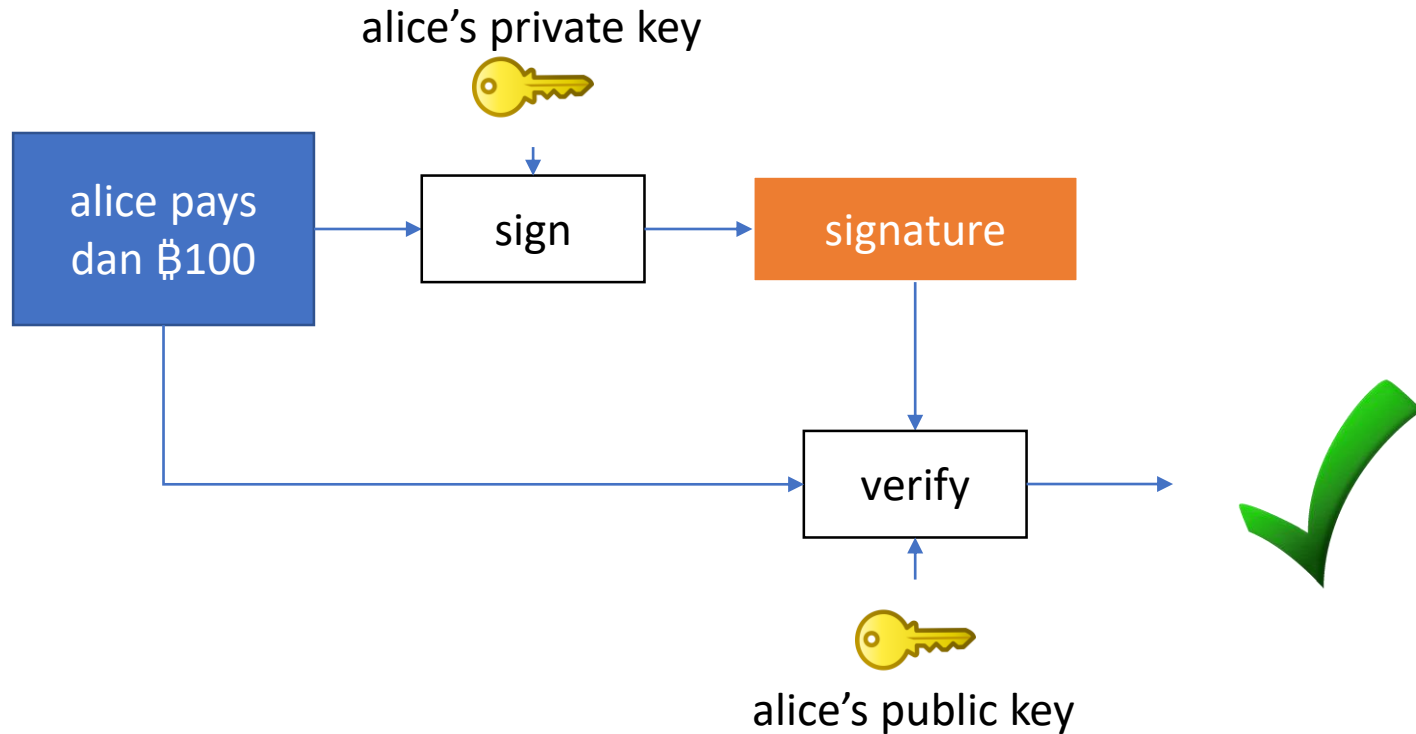 alice’s private key
alice pays
dan ₿100
sign
signature
verify
alice’s public key